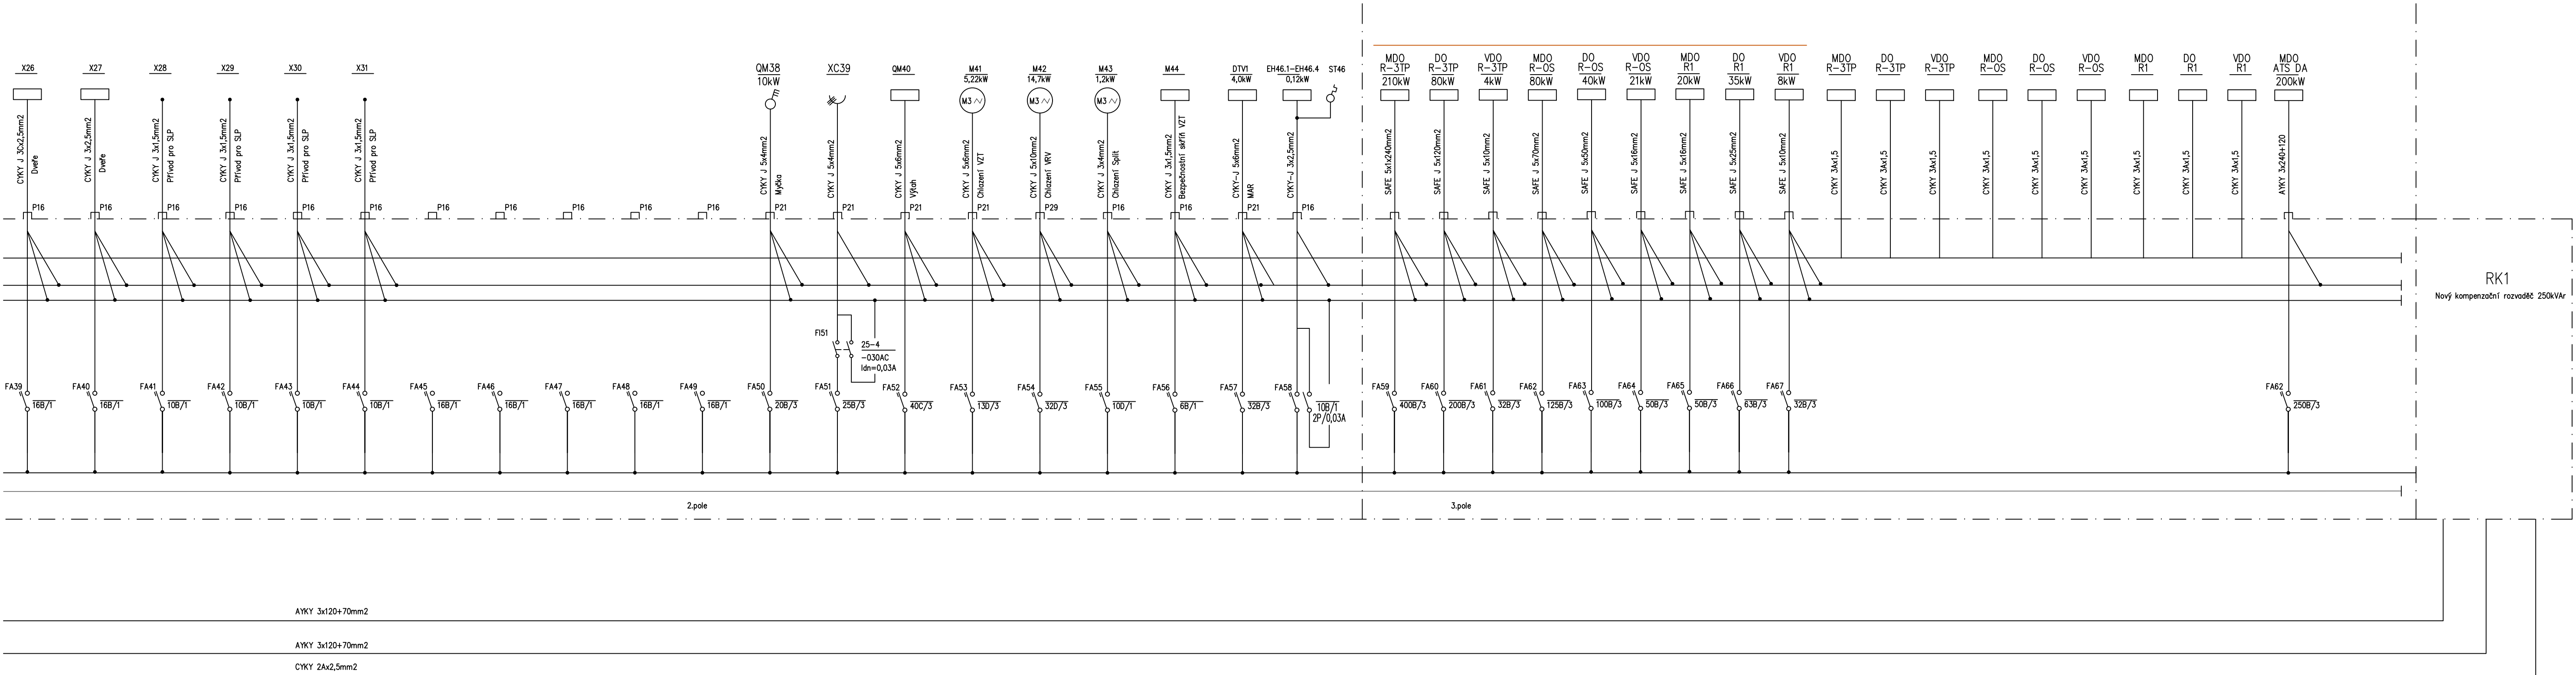 X26
X27
X28
X29
X30
X31
QM38
10kW
XC39
QM40
M41
5,22kW
M42
14,7kW
M43
1,2kW
M44
DTV1
4,0kW
EH46.1-EH46.4
0,12kW
ST46
MDO
R-3TP
210kW
DO
R-3TP
80kW
VDO
R-3TP
4kW
MDO
R-OS
80kW
DO
R-OS
40kW
VDO
R-OS
21kW
MDO
R1
20kW
DO
R1
35kW
VDO
R1
8kW
MDO
R-3TP
DO
R-3TP
VDO
R-3TP
MDO
R-OS
DO
R-OS
VDO
R-OS
MDO
R1
DO
R1
VDO
R1
MDO
ATS DA
200kW
M3
M3
M3
CYKY J 3Cx2,5mm2
Dveře
CYKY J 3x2,5mm2
Dveře
CYKY J 3x1,5mm2
Přívod pro SLP
CYKY J 3x1,5mm2
Přívod pro SLP
CYKY J 3x1,5mm2
Přívod pro SLP
CYKY J 3x1,5mm2
Přívod pro SLP
CYKY J 5x4mm2
Myčka
CYKY J 5x4mm2
CYKY J 5x6mm2
Výtah
CYKY J 5x6mm2
Chlazení VZT
CYKY J 5x10mm2
Chlazení VRV
CYKY J 3x4mm2
Chlazení Split
CYKY J 3x1,5mm2
Bezpečnostní skříň VZT
CYKY-J 5x6mm2
MAR
CYKY-J 3x2,5mm2
SAFE 5x1x240mm2
SAFE J 5x120mm2
SAFE J 5x10mm2
SAFE J 5x70mm2
SAFE J 5x50mm2
SAFE J 5x16mm2
SAFE J 5x16mm2
SAFE J 5x25mm2
SAFE J 5x10mm2
CYKY 3Ax1,5
CYKY 3Ax1,5
CYKY 3Ax1,5
CYKY 3Ax1,5
CYKY 3Ax1,5
CYKY 3Ax1,5
CYKY 3Ax1,5
CYKY 3Ax1,5
CYKY 3Ax1,5
AYKY 3x240+120
P16
P16
P16
P16
P16
P16
P16
P16
P16
P16
P16
P21
P21
P21
P21
P29
P16
P16
P21
P16
RK1
Nový kompenzační rozvaděč 250kVAr
FI51
25-4
-030AC
Idn=0,03A
FA39
16B/1
FA40
16B/1
FA41
10B/1
FA42
10B/1
FA43
10B/1
FA44
10B/1
FA45
16B/1
FA46
16B/1
FA47
16B/1
FA48
16B/1
FA49
16B/1
FA50
20B/3
FA51
25B/3
FA52
40C/3
FA53
13D/3
FA54
32D/3
FA55
10D/1
FA56
6B/1
FA57
32B/3
FA58
10B/1
2P/0,03A
FA59
400B/3
FA60
200B/3
FA61
32B/3
FA62
125B/3
FA63
100B/3
FA64
50B/3
FA65
50B/3
FA66
63B/3
FA67
32B/3
FA62
250B/3
2.pole
3.pole
AYKY 3x120+70mm2
AYKY 3x120+70mm2
CYKY 2Ax2,5mm2